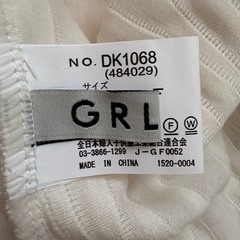 NO. DK1068
(484029)
サイズ
GRL
Ⓕ Ⓦ
全日本婦人子供服工業組合連合会
03-3866-1299 J-GF0052
MADE IN CHINA 1520-0004